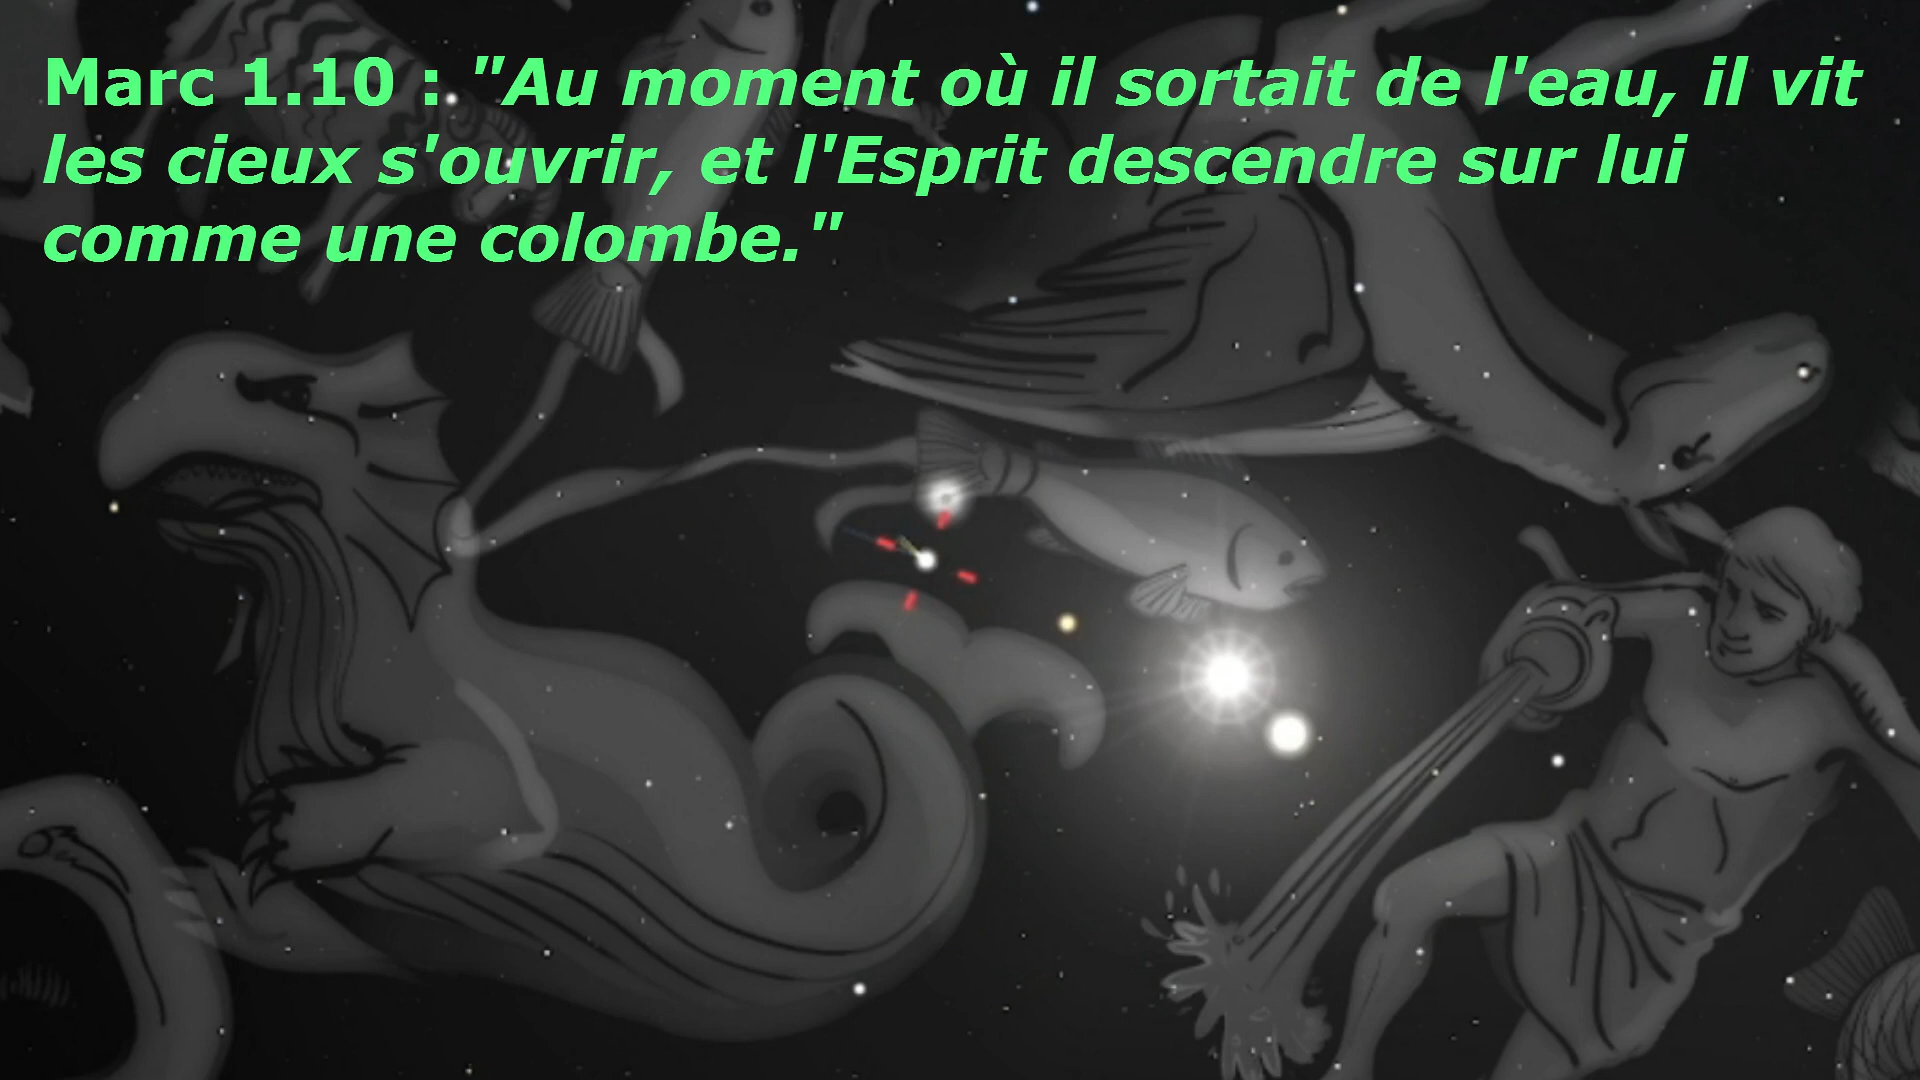 Marc 1.10 : "Au moment où il sortait de l'eau, il vit
les cieux s'ouvrir, et l'Esprit descendre sur lui
comme une colombe."